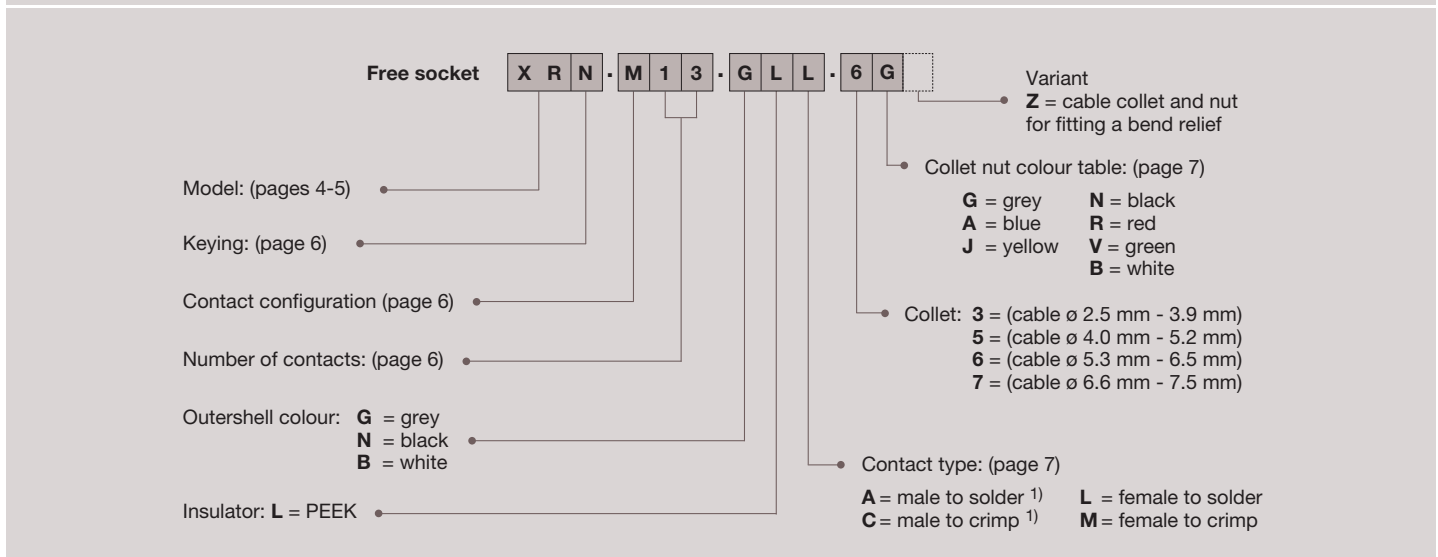 Free socket X R N . M 1 3 . G L L . 6 G
Variant
Z = cable collet and nut
for fitting a bend relief
Collet nut colour table: (page 7)
G = grey N = black
A = blue R = red
J = yellow V = green
B = white
Model: (pages 4-5)
Keying: (page 6)
Contact configuration (page 6)
Collet: 3 = (cable ø 2.5 mm - 3.9 mm)
5 = (cable ø 4.0 mm - 5.2 mm)
6 = (cable ø 5.3 mm - 6.5 mm)
7 = (cable ø 6.6 mm - 7.5 mm)
Number of contacts: (page 6)
Outershell colour: G = grey
N = black
B = white
Contact type: (page 7)
A = male to solder 1) L = female to solder
C = male to crimp 1) M = female to crimp
Insulator: L = PEEK